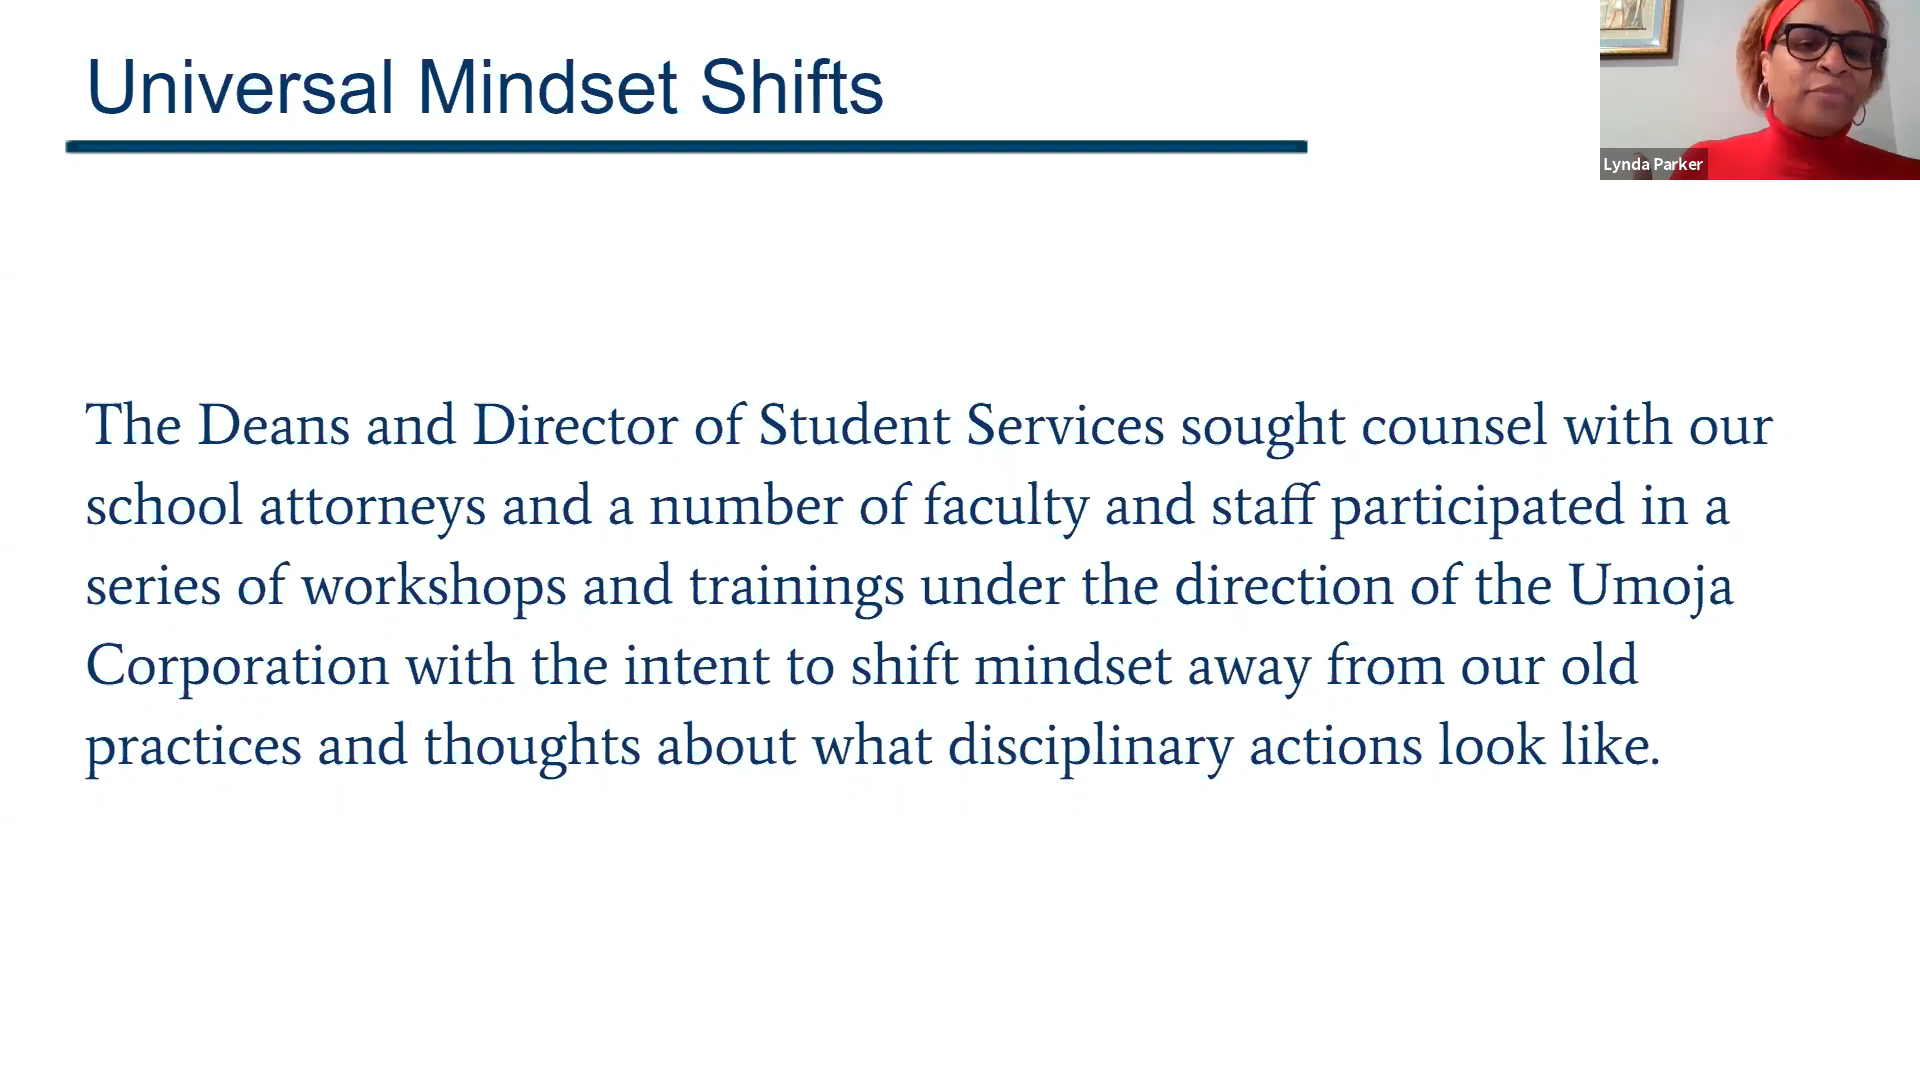 Universal Mindset Shifts
Lynda Parker
The Deans and Director of Student Services sought counsel with our
school attorneys and a number of faculty and staff participated in a
series of workshops and trainings under the direction of the Umoja
Corporation with the intent to shift mindset away from our old
practices and thoughts about what disciplinary actions look like.